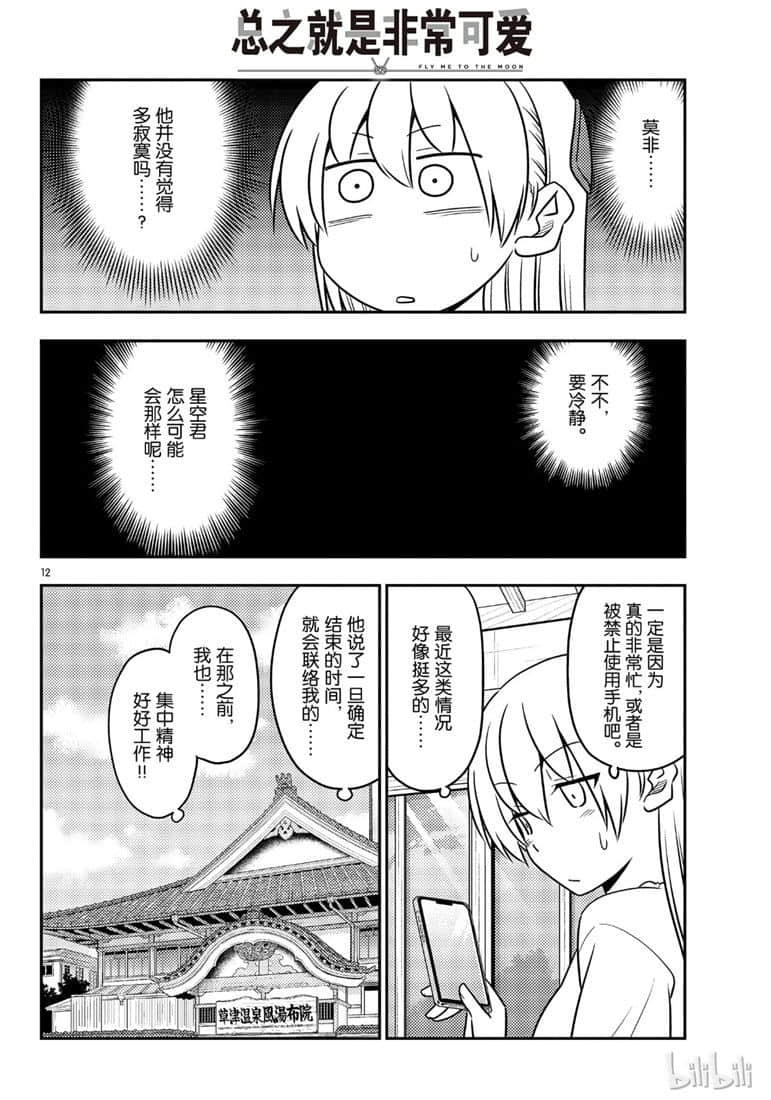 总之就是非常可爱
FLY ME TO THE MOON
莫非……
他并没有觉得
多寂寞吗……?
不不,
要冷静。
星空君
怎么可能
会那样呢……
12
一定是因为
真的非常忙,或者是
被禁止使用手机吧。
最近这类情况
好像挺多的……
他说了一旦确定
结束的时间,
就会联络我的……
在那之前,
我也……
集中精神
好好工作!!
草津温泉風湯布院
bilibili